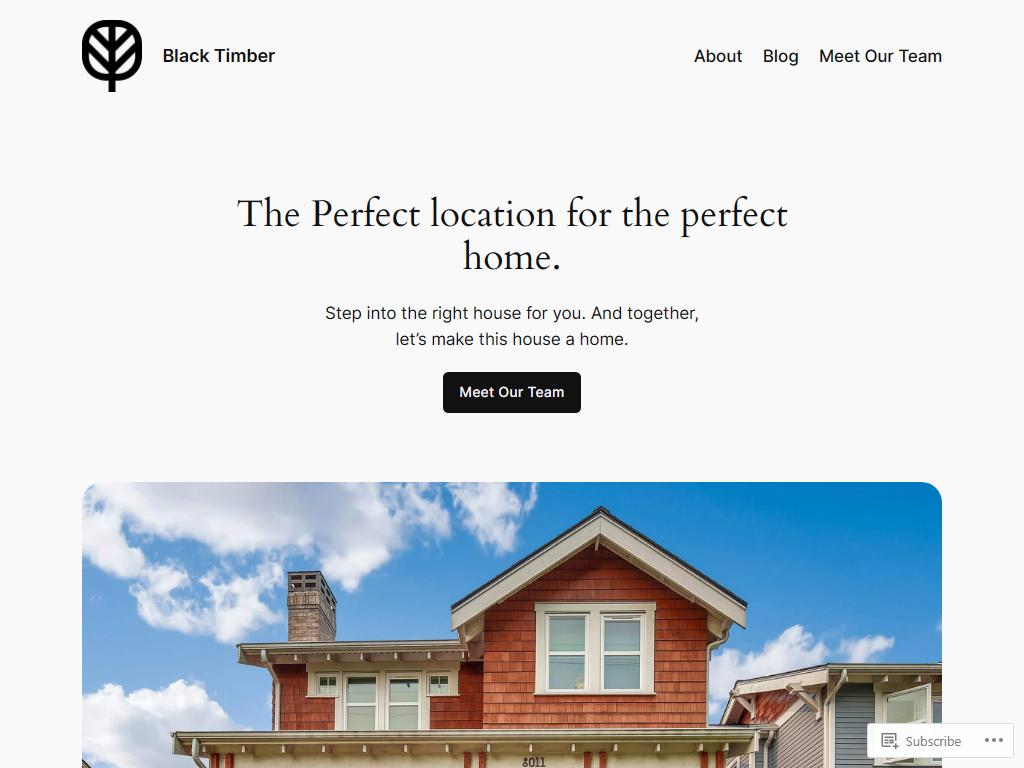 Black Timber
About
Blog
Meet Our Team
The Perfect location for the perfect
home.
Step into the right house for you. And together,
let’s make this house a home.
Meet Our Team
3011
Subscribe